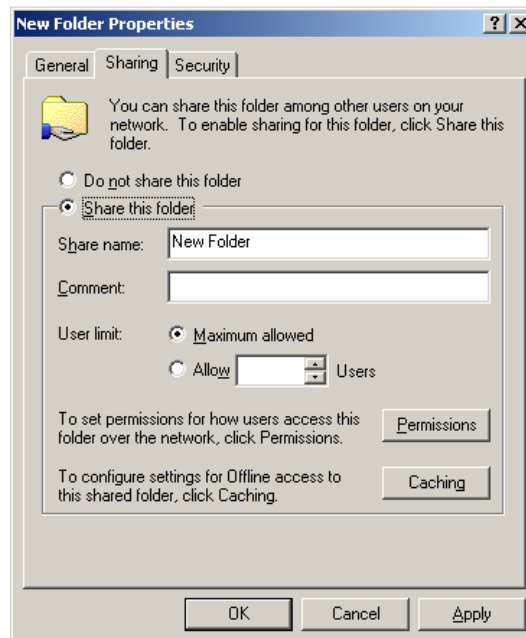 New Folder Properties
General Sharing Security
You can share this folder among other users on your
network. To enable sharing for this folder, click Share this
folder.
Do not share this folder
Share this folder
Share name: New Folder
Comment:
User limit: Maximum allowed
Allow Users
To set permissions for how users access this
folder over the network, click Permissions.
Permissions
To configure settings for Offline access to
this shared folder, click Caching.
Caching
OK Cancel Apply